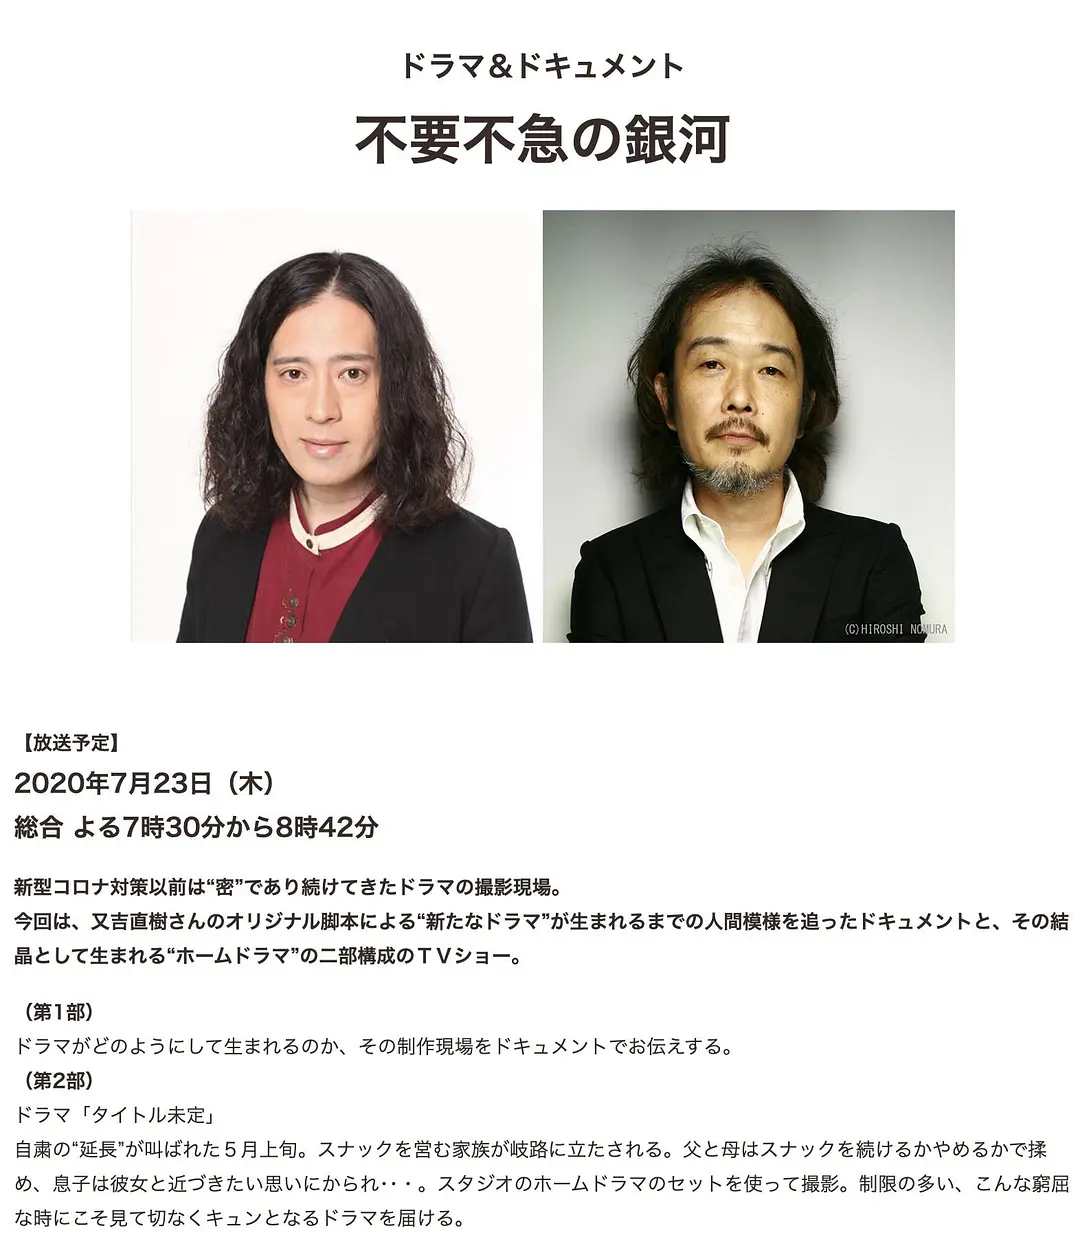 ドラマ＆ドキュメント
不要不急の銀河
(C)HIROSHI NOMURA
【放送予定】
2020年7月23日（木）
総合 よる7時30分から8時42分
新型コロナ対策以前は“密”であり続けてきたドラマの撮影現場。
今回は、又吉直樹さんのオリジナル脚本による“新たなドラマ”が生まれるまでの人間模様を追ったドキュメントと、その結
晶として生まれる“ホームドラマ”の二部構成のＴＶショー。
（第1部）
ドラマがどのようにして生まれるのか、その制作現場をドキュメントでお伝えする。
（第2部）
ドラマ「タイトル未定」
自粛の“延長”が叫ばれた５月上旬。スナックを営む家族が岐路に立たされる。父と母はスナックを続けるかやめるかで揉
め、息子は彼女と近づきたい思いにかられ･･･。スタジオのホームドラマのセットを使って撮影。制限の多い、こんな窮屈
な時にこそ見て切なくキュンとなるドラマを届ける。